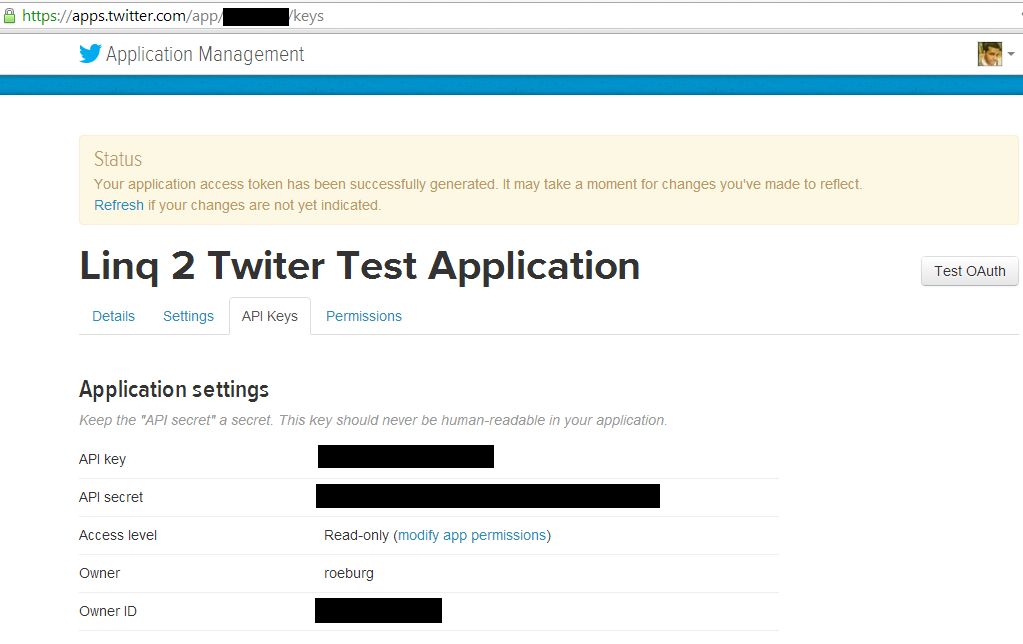 https://apps.twitter.com/app/ /keys
Application Management
Status
Your application access token has been successfully generated. It may take a moment for changes you've made to reflect.
Refresh if your changes are not yet indicated.
Linq 2 Twiter Test Application
Test OAuth
Details Settings API Keys Permissions
Application settings
Keep the "API secret" a secret. This key should never be human-readable in your application.
API key
API secret
Access level Read-only (modify app permissions)
Owner roeburg
Owner ID